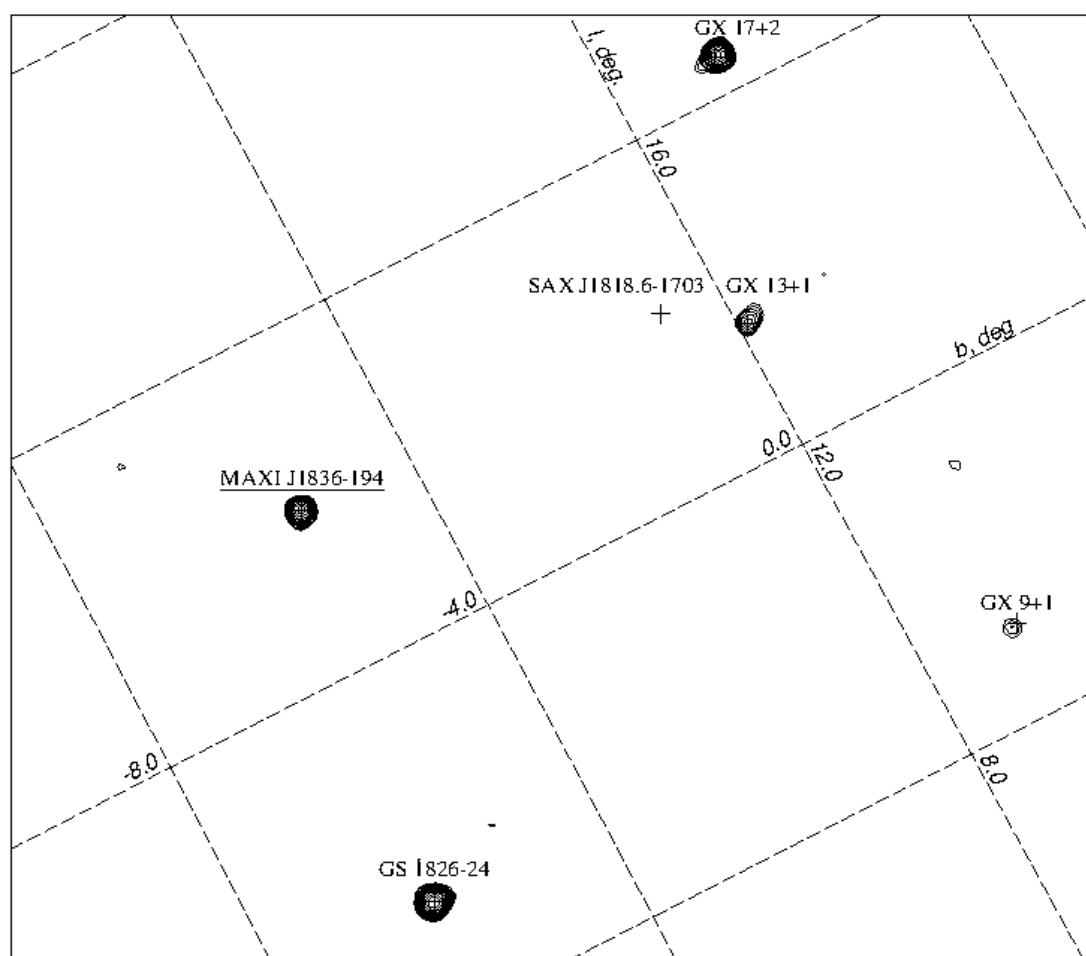 GX 17+2
l, deg.
16.0
SAX J1818.6-1703
GX 13+1
b, deg
0.0
12.0
MAXI J1836-194
-4.0
GX 9+1
-8.0
8.0
GS 1826-24